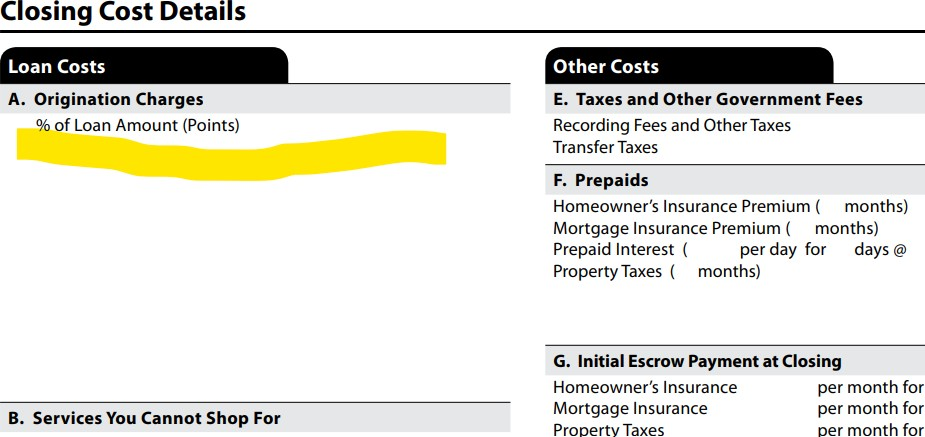 Closing Cost Details
Loan Costs
A. Origination Charges
% of Loan Amount (Points)
B. Services You Cannot Shop For
Other Costs
E. Taxes and Other Government Fees
Recording Fees and Other Taxes
Transfer Taxes
F. Prepaids
Homeowner’s Insurance Premium ( months)
Mortgage Insurance Premium ( months)
Prepaid Interest ( per day for days @
Property Taxes ( months)
G. Initial Escrow Payment at Closing
Homeowner’s Insurance per month for
Mortgage Insurance per month for
Property Taxes per month for